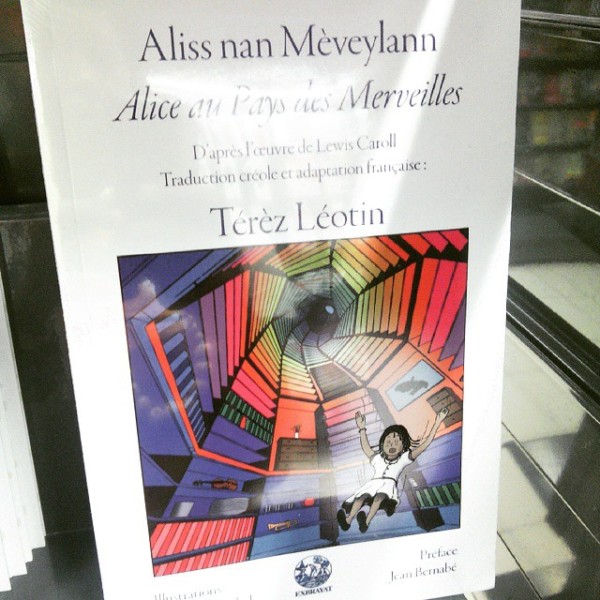 Aliss nan Mèveylann
Alice au Pays des Merveilles
D'après l'œuvre de Lewis Caroll
Traduction créole et adaptation française :
Térèz Léotin
Illustrations
EXBRAYAT
Préface
Jean Bernabé